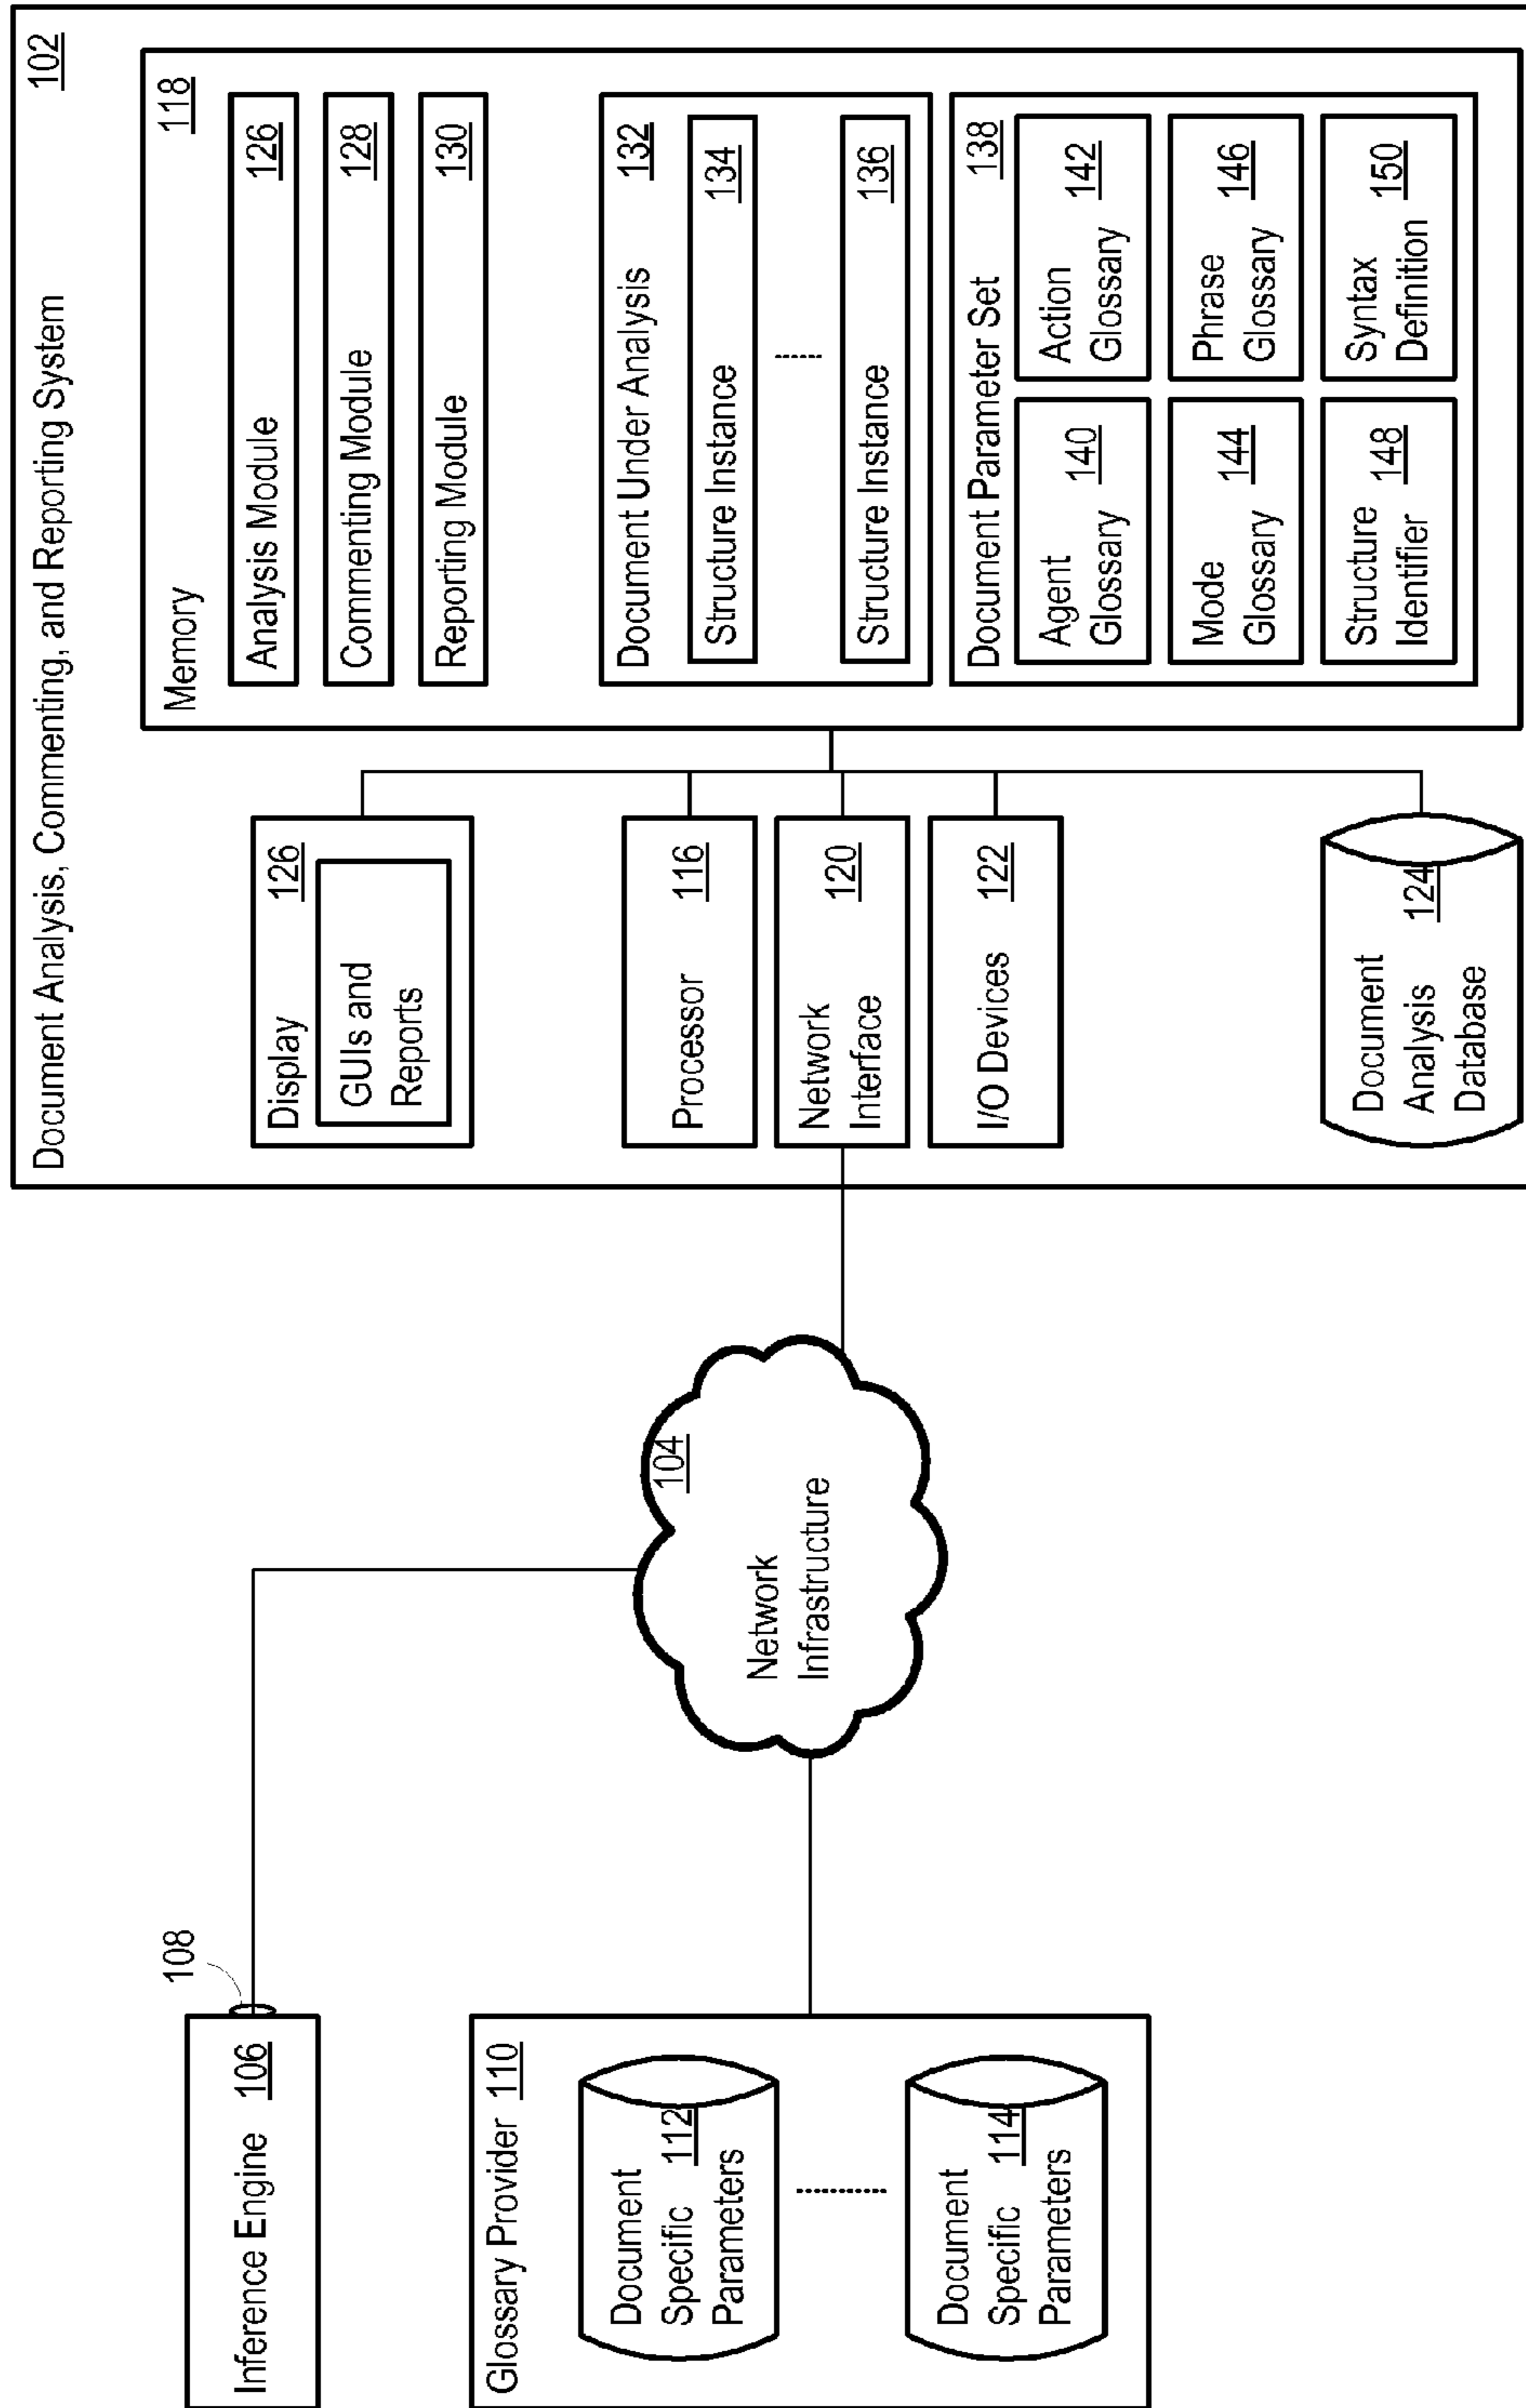 Document Analysis, Commenting, and Reporting System 102
Memory 118
Analysis Module 126
Commenting Module 128
Reporting Module 130
Document Under Analysis 132
Structure Instance 134
Structure Instance 136
Document Parameter Set 138
Agent
Glossary 140
Action
Glossary 142
Mode
Glossary 144
Phrase
Glossary 146
Structure
Identifier 148
Syntax
Definition 150
Display 126
GUIs and
Reports
Processor 116
Network
Interface 120
I/O Devices 122
Document
Analysis 124
Database
104
Network
Infrastructure
108
Inference Engine 106
Glossary Provider 110
Document
Specific 112
Parameters
Document
Specific 114
Parameters